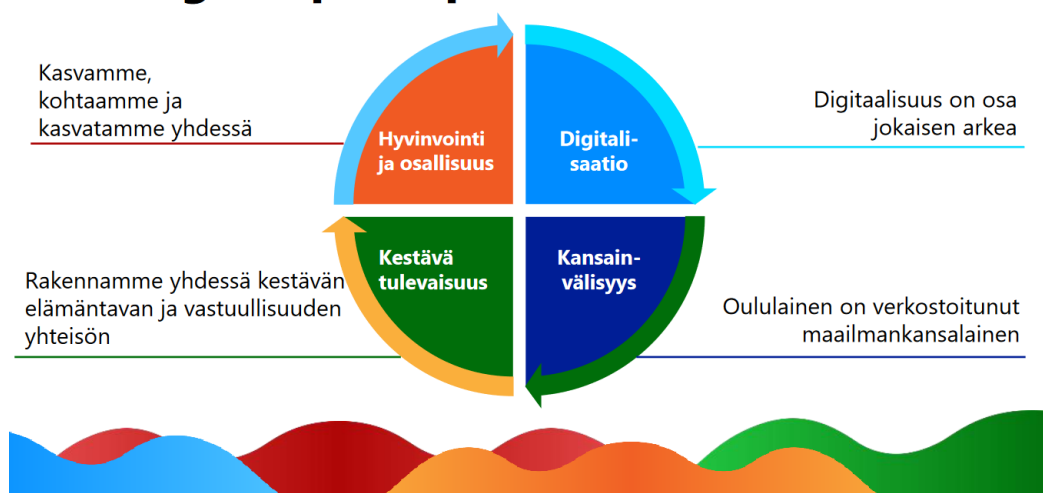 Kasvamme,
kohtaamme ja
kasvatamme yhdessä
Hyvinvointi
ja osallisuus
Digitali-
saatio
Digitaalisuus on osa
jokaisen arkea
Rakennamme yhdessä kestävän
elämäntavan ja vastuullisuuden
yhteisön
Kestävä
tulevaisuus
Kansain-
välisyys
Oululainen on verkostoitunut
maailmankansalainen